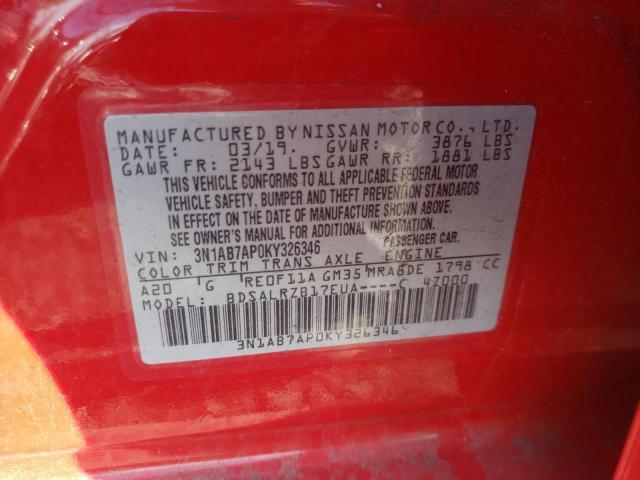 MANUFACTURED BY NISSAN MOTOR CO., LTD.
DATE: 03/19. GVWR: 3876 LBS
GAWR FR: 2143 LBS GAWR RR: 1881 LBS
THIS VEHICLE CONFORMS TO ALL APPLICABLE FEDERAL MOTOR
VEHICLE SAFETY, BUMPER, AND THEFT PREVENTION STANDARDS
IN EFFECT ON THE DATE OF MANUFACTURE SHOWN ABOVE.
SEE OWNER'S MANUAL FOR ADDITIONAL INFORMATION.
VIN: 3N1AB7AP0KY326346 PASSENGER CAR.
COLOR TRIM TRANS AXLE ENGINE
A20 G RE0F11A GM35 MRA8DE 1798 CC
MODEL: BDSALRZB17EUA----C 47000
3N1AB7AP0KY326346